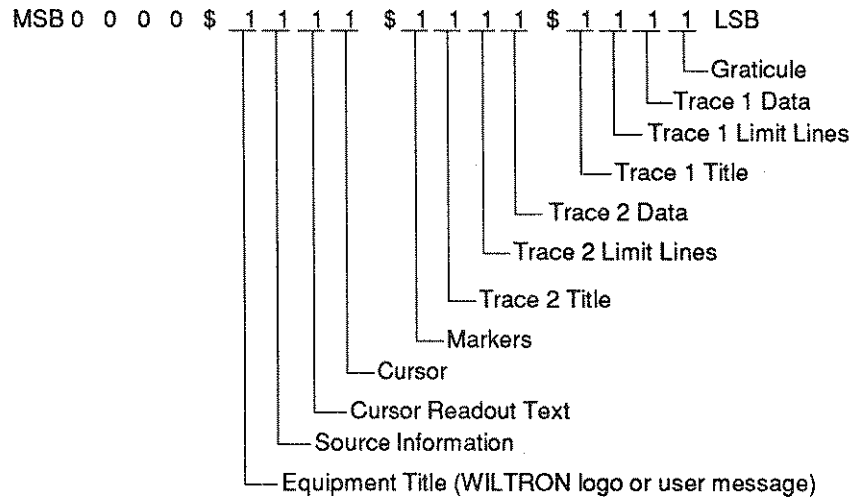 MSB 0 0 0 0 $ 1 1 1 1 $ 1 1 1 1 $ 1 1 1 1 LSB
Graticule
Trace 1 Data
Trace 1 Limit Lines
Trace 1 Title
Trace 2 Data
Trace 2 Limit Lines
Trace 2 Title
Markers
Cursor
Cursor Readout Text
Source Information
Equipment Title (WILTRON logo or user message)